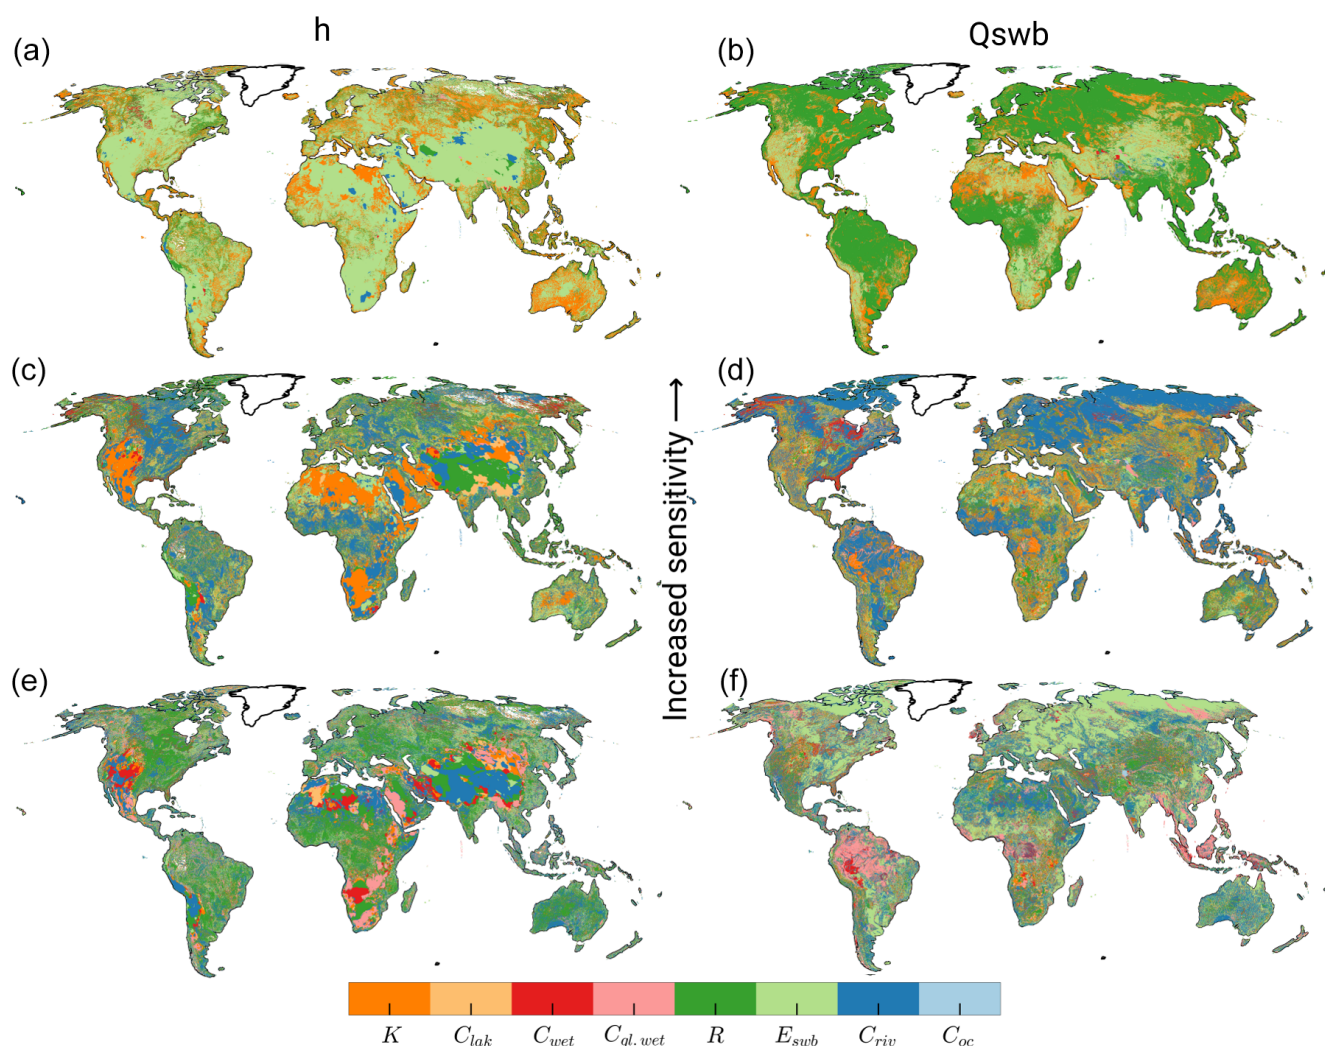 h
Qswb
(a)
(b)
(c)
(d)
Increased sensitivity →
(e)
(f)
K C_lak C_wet C_gl.wet R E_swb C_riv C_oc